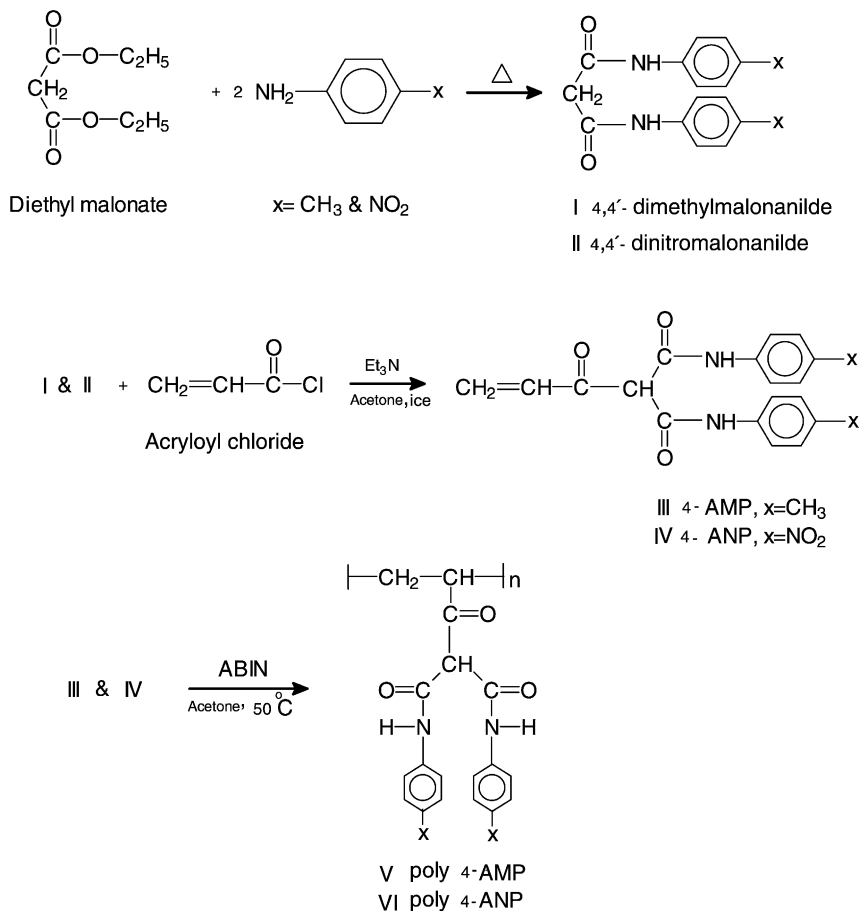 O
C—O—C2H5
CH2
C—O—C2H5
O
+ 2 NH2 x
△
O
C—NH x
CH2
C—NH x
O
Diethyl malonate
x= CH3 & NO2
I 4,4´- dimethylmalonanilde
II 4,4´- dinitromalonanilde
I & II + CH2=CH—C—Cl
O
Acryloyl chloride
Et3N
Acetone,ice
O
CH2=CH—C—CH
O
C—NH x
C—NH x
O
III 4- AMP, x=CH3
IV 4- ANP, x=NO2
III & IV
ABIN
Acetone, 50°C
CH2—CH n
C=O
CH
O=C C=O
H—N N—H
x x
V poly 4-AMP
VI poly 4-ANP